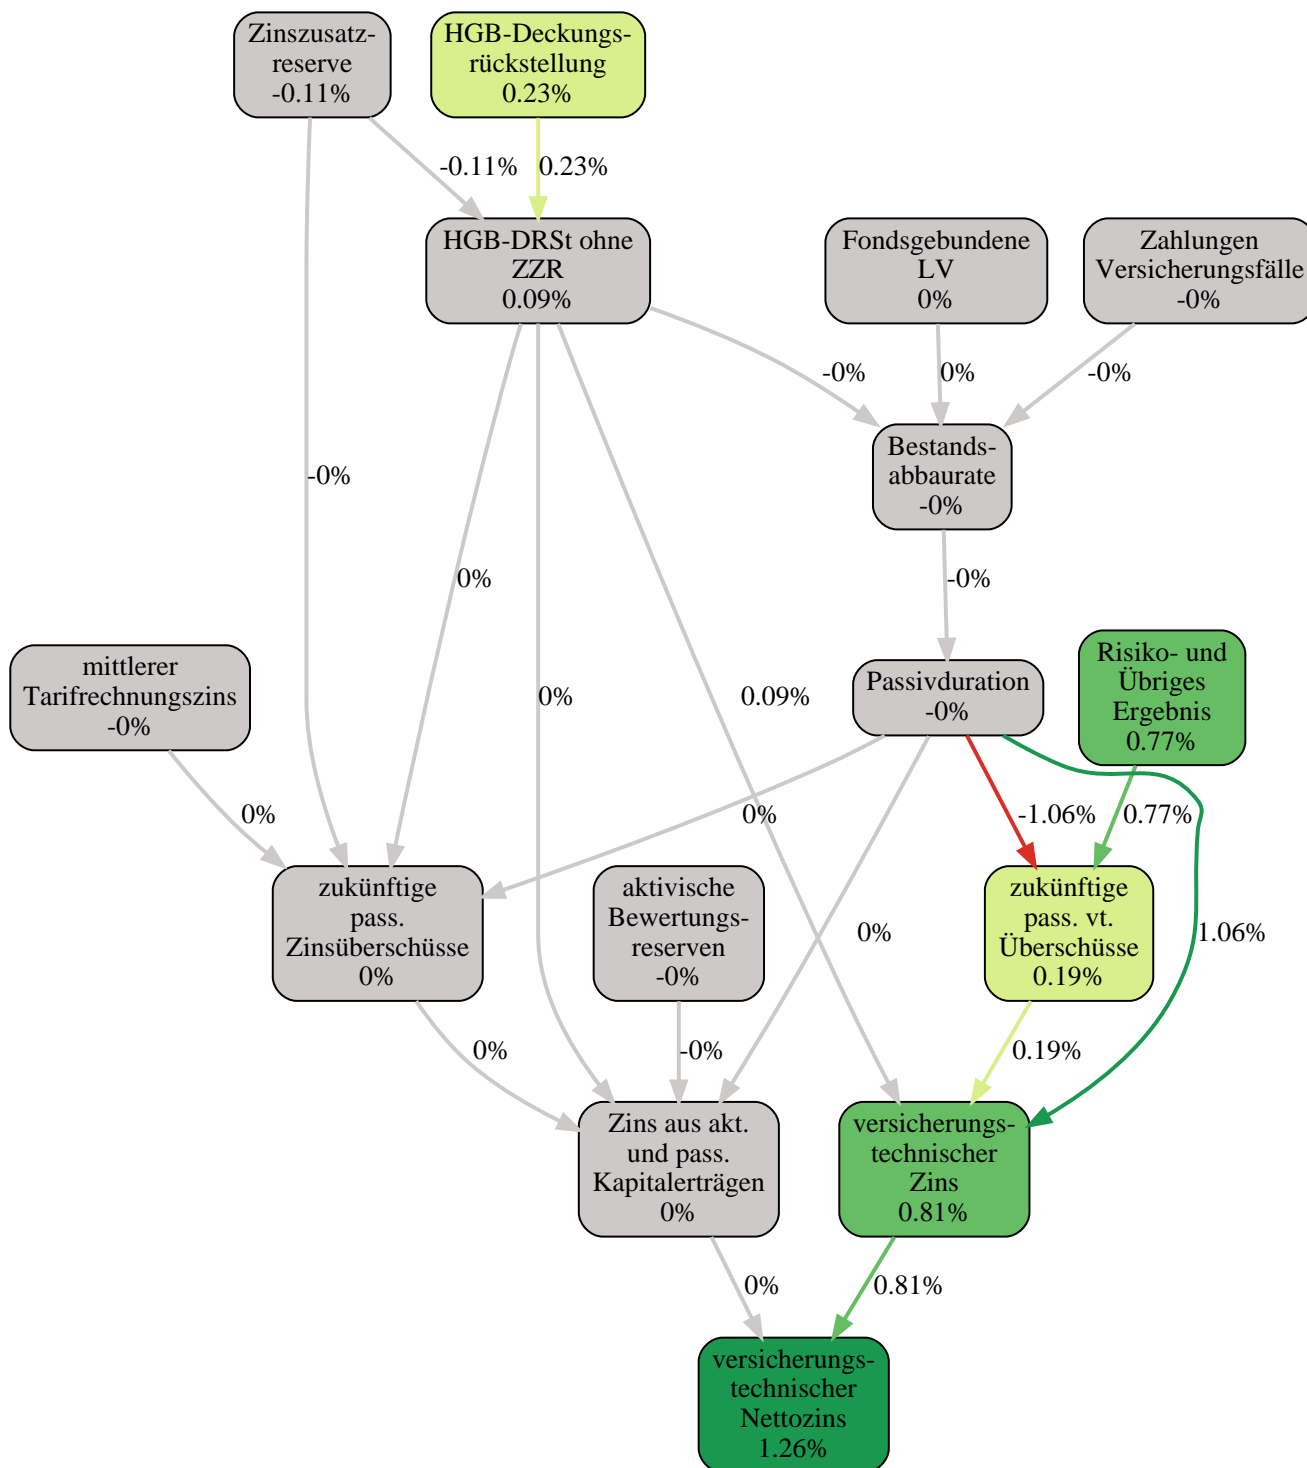 Zinszusatz-
reserve
-0.11%
HGB-Deckungs-
rückstellung
0.23%
-0.11%
0.23%
HGB-DRSt ohne
ZZR
0.09%
Fondsgebundene
LV
0%
Zahlungen
Versicherungsfälle
-0%
-0%
0%
-0%
Bestands-
abbaurate
-0%
-0%
0%
-0%
mittlerer
Tarifrechnungszins
-0%
0%
0.09%
Passivduration
-0%
Risiko- und
Übriges
Ergebnis
0.77%
0%
0%
-1.06%
0.77%
zukünftige
pass.
Zinsüberschüsse
0%
aktivische
Bewertungs-
reserven
-0%
0%
zukünftige
pass. vt.
Überschüsse
0.19%
1.06%
0%
-0%
0.19%
Zins aus akt.
und pass.
Kapitalerträgen
0%
versicherungs-
technischer
Zins
0.81%
0%
0.81%
versicherungs-
technischer
Nettozins
1.26%